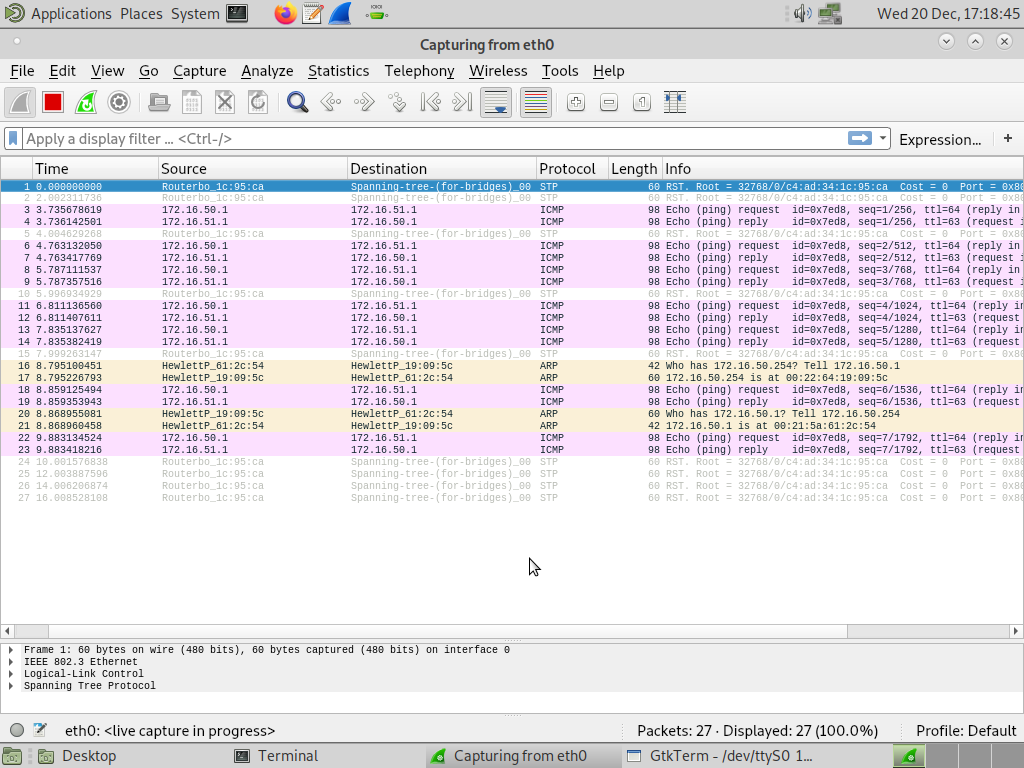 Applications Places System Wed 20 Dec, 17:18:45
Capturing from eth0
File Edit View Go Capture Analyze Statistics Telephony Wireless Tools Help
Apply a display filter ... <Ctrl-/> Expression... +
Time Source Destination Protocol Length Info
1 0.000000000 Routerbo_1c:95:ca Spanning-tree-(for-bridges)_00 STP 60 RST. Root = 32768/0/c4:ad:34:1c:95:ca Cost = 0 Port = 0x80
2 2.002311736 Routerbo_1c:95:ca Spanning-tree-(for-bridges)_00 STP 60 RST. Root = 32768/0/c4:ad:34:1c:95:ca Cost = 0 Port = 0x80
3 3.735678619 172.16.50.1 172.16.51.1 ICMP 98 Echo (ping) request id=0x7ed8, seq=1/256, ttl=64 (reply in
4 3.736142501 172.16.51.1 172.16.50.1 ICMP 98 Echo (ping) reply id=0x7ed8, seq=1/256, ttl=63 (request i
5 4.004629268 Routerbo_1c:95:ca Spanning-tree-(for-bridges)_00 STP 60 RST. Root = 32768/0/c4:ad:34:1c:95:ca Cost = 0 Port = 0x80
6 4.763132050 172.16.50.1 172.16.51.1 ICMP 98 Echo (ping) request id=0x7ed8, seq=2/512, ttl=64 (reply in
7 4.763417769 172.16.51.1 172.16.50.1 ICMP 98 Echo (ping) reply id=0x7ed8, seq=2/512, ttl=63 (request i
8 5.787111537 172.16.50.1 172.16.51.1 ICMP 98 Echo (ping) request id=0x7ed8, seq=3/768, ttl=64 (reply in
9 5.787357516 172.16.51.1 172.16.50.1 ICMP 98 Echo (ping) reply id=0x7ed8, seq=3/768, ttl=63 (request i
10 5.996934929 Routerbo_1c:95:ca Spanning-tree-(for-bridges)_00 STP 60 RST. Root = 32768/0/c4:ad:34:1c:95:ca Cost = 0 Port = 0x80
11 6.811136560 172.16.50.1 172.16.51.1 ICMP 98 Echo (ping) request id=0x7ed8, seq=4/1024, ttl=64 (reply i
12 6.811407611 172.16.51.1 172.16.50.1 ICMP 98 Echo (ping) reply id=0x7ed8, seq=4/1024, ttl=63 (request
13 7.835137627 172.16.50.1 172.16.51.1 ICMP 98 Echo (ping) request id=0x7ed8, seq=5/1280, ttl=64 (reply i
14 7.835382419 172.16.51.1 172.16.50.1 ICMP 98 Echo (ping) reply id=0x7ed8, seq=5/1280, ttl=63 (request
15 7.999263147 Routerbo_1c:95:ca Spanning-tree-(for-bridges)_00 STP 60 RST. Root = 32768/0/c4:ad:34:1c:95:ca Cost = 0 Port = 0x80
16 8.795100451 HewlettP_61:2c:54 HewlettP_19:09:5c ARP 42 Who has 172.16.50.254? Tell 172.16.50.1
17 8.795226793 HewlettP_19:09:5c HewlettP_61:2c:54 ARP 60 172.16.50.254 is at 00:22:64:19:09:5c
18 8.859125494 172.16.50.1 172.16.51.1 ICMP 98 Echo (ping) request id=0x7ed8, seq=6/1536, ttl=64 (reply i
19 8.859353943 172.16.51.1 172.16.50.1 ICMP 98 Echo (ping) reply id=0x7ed8, seq=6/1536, ttl=63 (request
20 8.868955081 HewlettP_19:09:5c HewlettP_61:2c:54 ARP 60 Who has 172.16.50.1? Tell 172.16.50.254
21 8.868960458 HewlettP_61:2c:54 HewlettP_19:09:5c ARP 42 172.16.50.1 is at 00:21:5a:61:2c:54
22 9.883134524 172.16.50.1 172.16.51.1 ICMP 98 Echo (ping) request id=0x7ed8, seq=7/1792, ttl=64 (reply i
23 9.883418216 172.16.51.1 172.16.50.1 ICMP 98 Echo (ping) reply id=0x7ed8, seq=7/1792, ttl=63 (request
24 10.001576838 Routerbo_1c:95:ca Spanning-tree-(for-bridges)_00 STP 60 RST. Root = 32768/0/c4:ad:34:1c:95:ca Cost = 0 Port = 0x80
25 12.003887596 Routerbo_1c:95:ca Spanning-tree-(for-bridges)_00 STP 60 RST. Root = 32768/0/c4:ad:34:1c:95:ca Cost = 0 Port = 0x80
26 14.006206874 Routerbo_1c:95:ca Spanning-tree-(for-bridges)_00 STP 60 RST. Root = 32768/0/c4:ad:34:1c:95:ca Cost = 0 Port = 0x80
27 16.008528108 Routerbo_1c:95:ca Spanning-tree-(for-bridges)_00 STP 60 RST. Root = 32768/0/c4:ad:34:1c:95:ca Cost = 0 Port = 0x80
Frame 1: 60 bytes on wire (480 bits), 60 bytes captured (480 bits) on interface 0
IEEE 802.3 Ethernet
Logical-Link Control
Spanning Tree Protocol
eth0: <live capture in progress> Packets: 27 · Displayed: 27 (100.0%) Profile: Default
Desktop Terminal Capturing from eth0 GtkTerm - /dev/ttyS0 1...